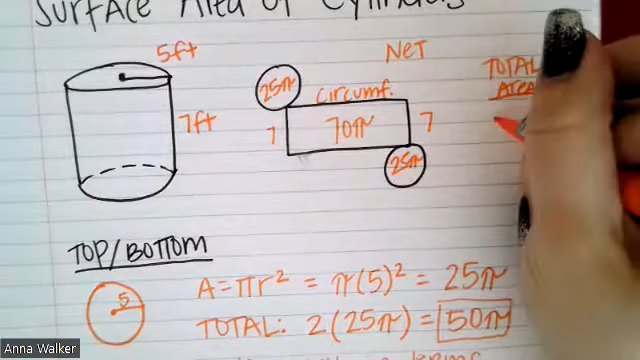 Surface Area of Cylinders
5ft
NET
TOTAL
AREA
25π
circumf.
7ft
7
70π
7
25π
TOP/BOTTOM
5
A=πr² = π(5)² = 25π
TOTAL: 2(25π) = 50π
Anna Walker